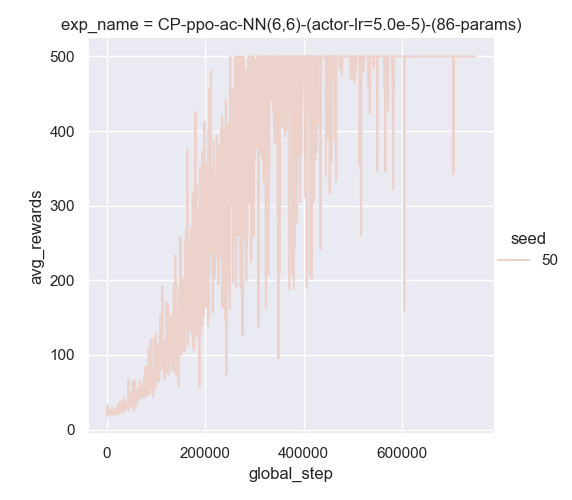 exp_name = CP-ppo-ac-NN(6,6)-(actor-lr=5.0e-5)-(86-params)
500
400
300
200
100
0
avg_rewards
0 200000 400000 600000
global_step
seed
50